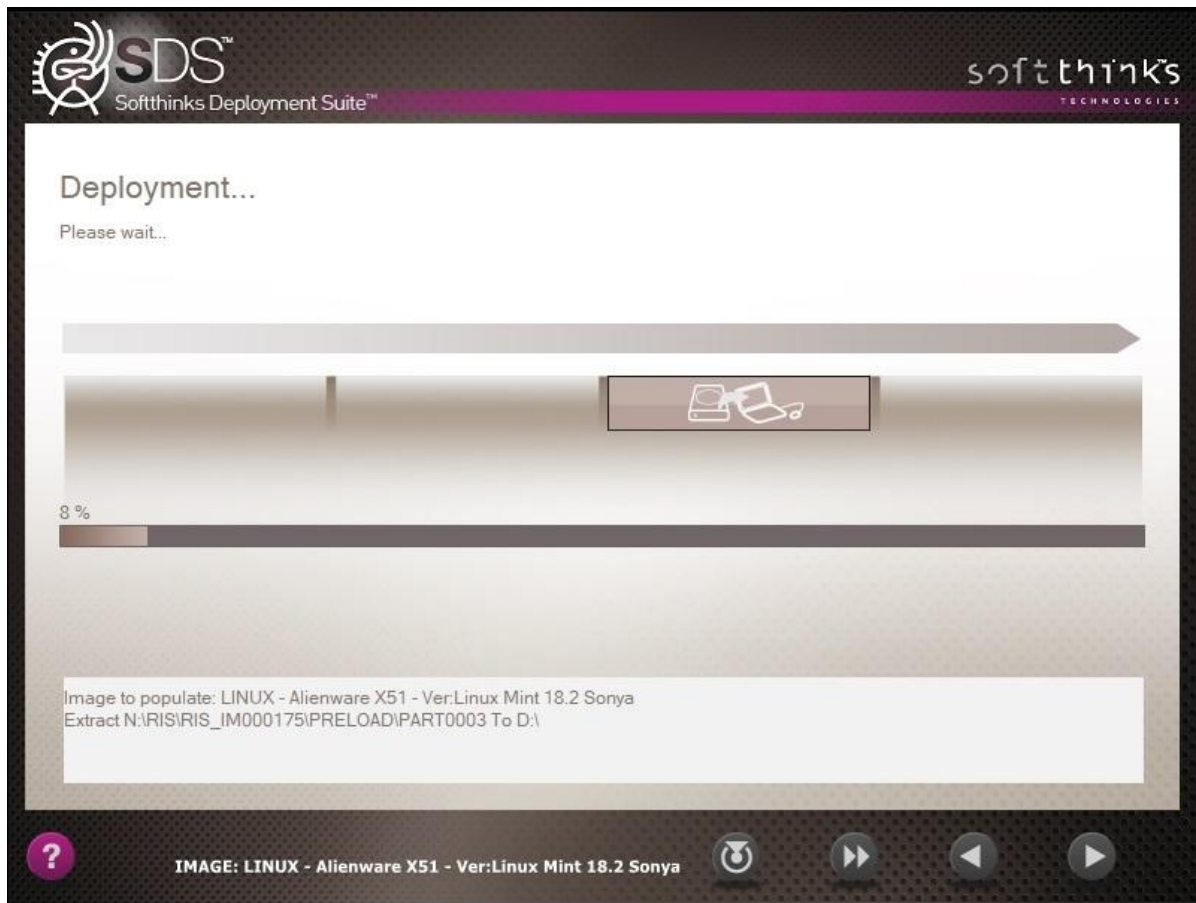 SDS™
Softthinks Deployment Suite™
softthinks™
TECHNOLOGIES
Deployment...
Please wait...
8 %
Image to populate: LINUX - Alienware X51 - Ver:Linux Mint 18.2 Sonya
Extract N:\RIS\RIS_IM000175\PRELOAD\PART0003 To D:\
?
IMAGE: LINUX - Alienware X51 - Ver:Linux Mint 18.2 Sonya